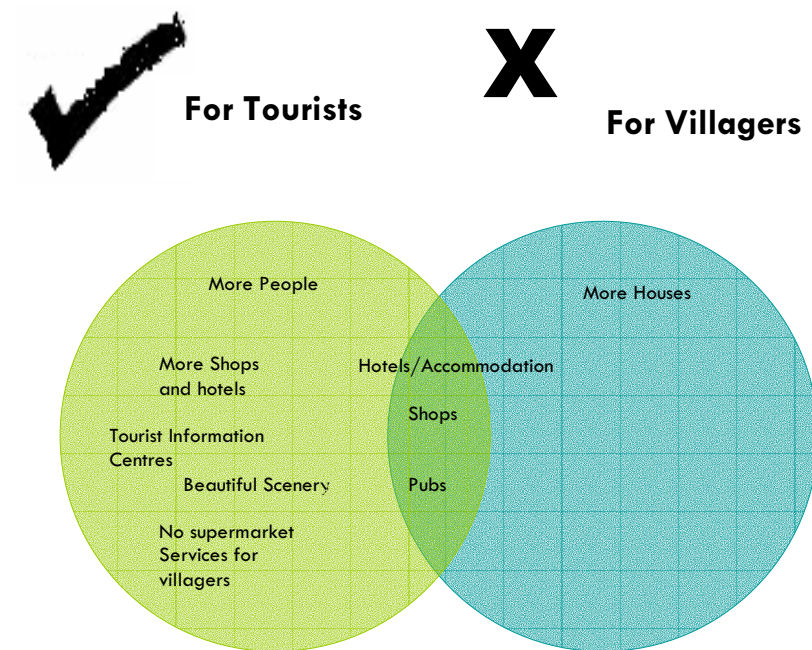 X
For Tourists
For Villagers
More People
More Houses
More Shops
and hotels
Hotels/Accommodation
Shops
Tourist Information
Centres
Beautiful Scenery
Pubs
No supermarket
Services for
villagers